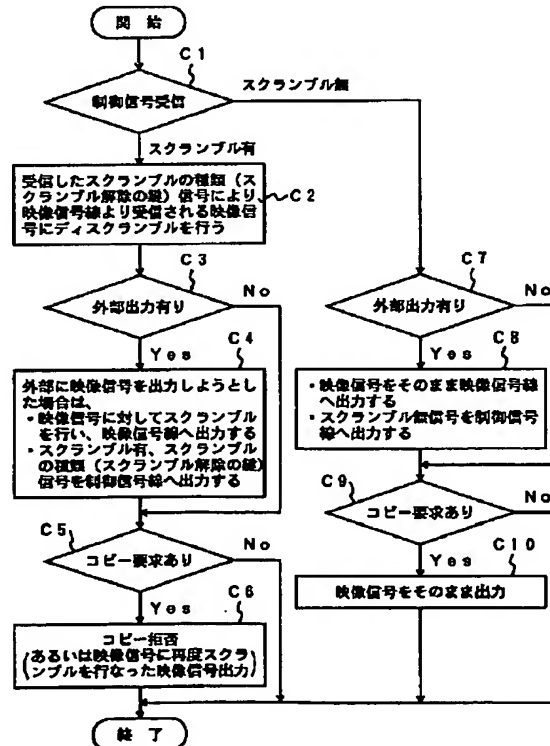 開始
C1
制御信号受信
スクランブル無
スクランブル有
受信したスクランブルの種類（ス
クランブル解除の鍵）信号により
映像信号線より受信される映像信
号にディスクランブルを行う
C2
C3
外部出力有り
No
Yes
C4
外部に映像信号を出力しようとし
た場合は、
・映像信号に対してスクランブル
を行い、映像信号線へ出力する
・スクランブル有、スクランブル
の種類（スクランブル解除の鍵）
信号を制御信号線へ出力する
C5
コピー要求あり
No
Yes
C6
コピー拒否
（あるいは映像信号に再度スクラ
ンブルを行なった映像信号出力）
終了
C7
外部出力有り
No
Yes
C8
・映像信号をそのまま映像信号線
へ出力する
・スクランブル無信号を制御信号
線へ出力する
C9
コピー要求あり
No
Yes
C10
映像信号をそのまま出力